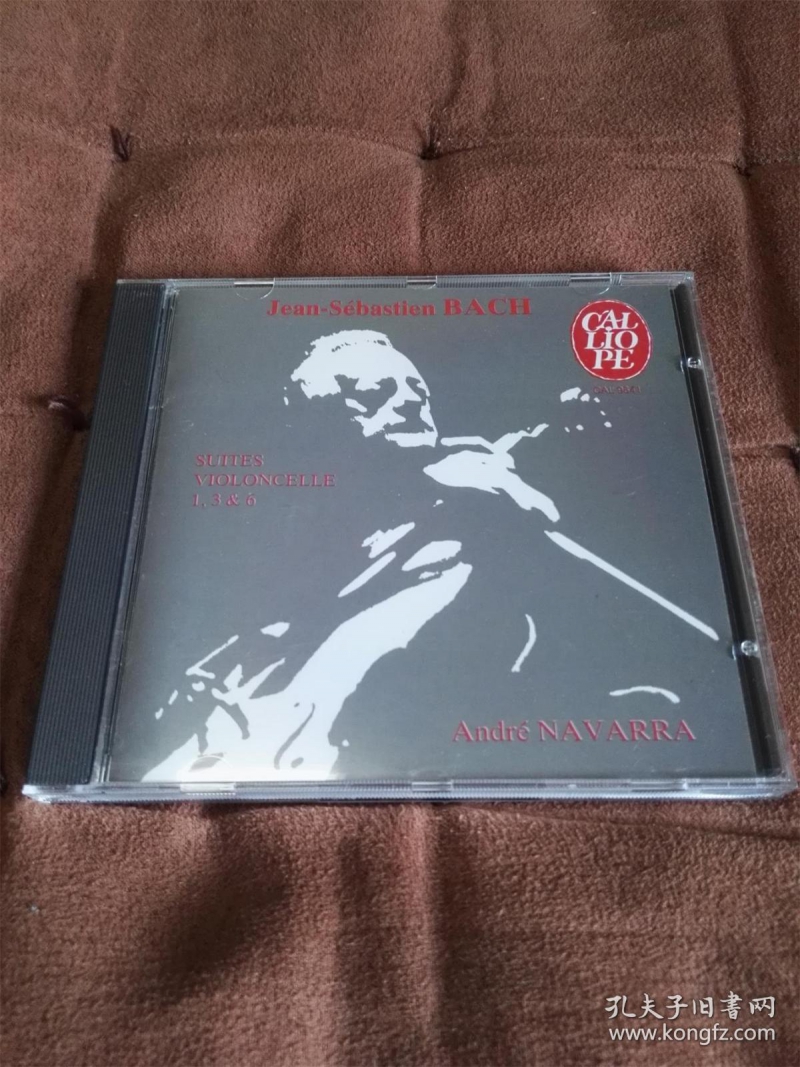 Jean-Sébastien BACH
CAL
LIO
PE
SUITES
VIOLONCELLE
1, 3 & 6
André NAVARRA
孔夫子旧書网
www.kongfz.com